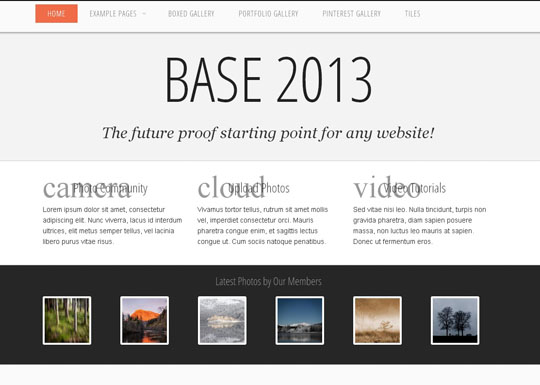 HOME EXAMPLE PAGES BOXED GALLERY PORTFOLIO GALLERY PINTEREST GALLERY TILES
BASE 2013
The future proof starting point for any website!
camera Photo Community
Lorem ipsum dolor sit amet, consectetur
adipiscing elit. Nunc viverra, lacus id interdum
ultrices, elit metus semper tellus, vel lacinia
libero purus vitae risus.
cloud Upload Photos
Vivamus tortor tellus, rutrum sit amet mollis
vel, imperdiet consectetur orci. Mauris
pharetra congue enim, et sagittis lectus
congue ut. Cum sociis natoque penatibus.
video Video Tutorials
Sed vitae nisi leo. Nulla tincidunt, turpis non
gravida pharetra, diam sapien posuere
massa, non luctus leo mauris at sapien.
Donec ut fermentum eros.
Latest Photos by Our Members